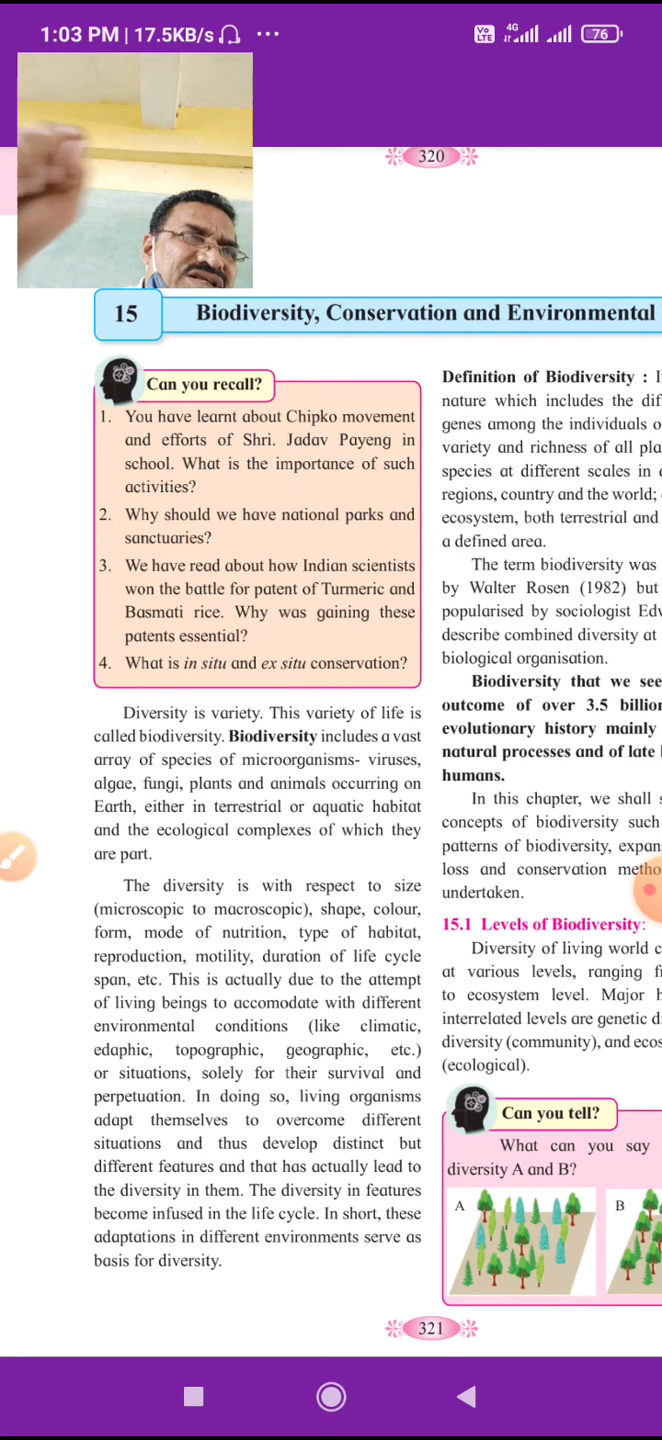 1:03 PM | 17.5KB/s
Vo LTE 4G 76
320
15
Biodiversity, Conservation and Environmental
Can you recall?
1. You have learnt about Chipko movement
and efforts of Shri. Jadav Payeng in
school. What is the importance of such
activities?
2. Why should we have national parks and
sanctuaries?
3. We have read about how Indian scientists
won the battle for patent of Turmeric and
Basmati rice. Why was gaining these
patents essential?
4. What is in situ and ex situ conservation?
Diversity is variety. This variety of life is
called biodiversity. Biodiversity includes a vast
array of species of microorganisms- viruses,
algae, fungi, plants and animals occurring on
Earth, either in terrestrial or aquatic habitat
and the ecological complexes of which they
are part.
The diversity is with respect to size
(microscopic to macroscopic), shape, colour,
form, mode of nutrition, type of habitat,
reproduction, motility, duration of life cycle
span, etc. This is actually due to the attempt
of living beings to accomodate with different
environmental conditions (like climatic,
edaphic, topographic, geographic, etc.)
or situations, solely for their survival and
perpetuation. In doing so, living organisms
adapt themselves to overcome different
situations and thus develop distinct but
different features and that has actually lead to
the diversity in them. The diversity in features
become infused in the life cycle. In short, these
adaptations in different environments serve as
basis for diversity.
Definition of Biodiversity :
nature which includes the
genes among the individuals
variety and richness of all
species at different scales in
regions, country and the world;
ecosystem, both terrestrial and
a defined area.
The term biodiversity was
by Walter Rosen (1982) but
popularised by sociologist
describe combined diversity at
biological organisation.
Biodiversity that we see
outcome of over 3.5
evolutionary history mainly
natural processes and of late
humans.
In this chapter, we shall
concepts of biodiversity such
patterns of biodiversity,
loss and conservation
undertaken.
15.1 Levels of Biodiversity:
Diversity of living world
at various levels, ranging
to ecosystem level. Major
interrelated levels are genetic
diversity (community), and
(ecological).
Can you tell?
What can you say
diversity A and B?
A
B
321